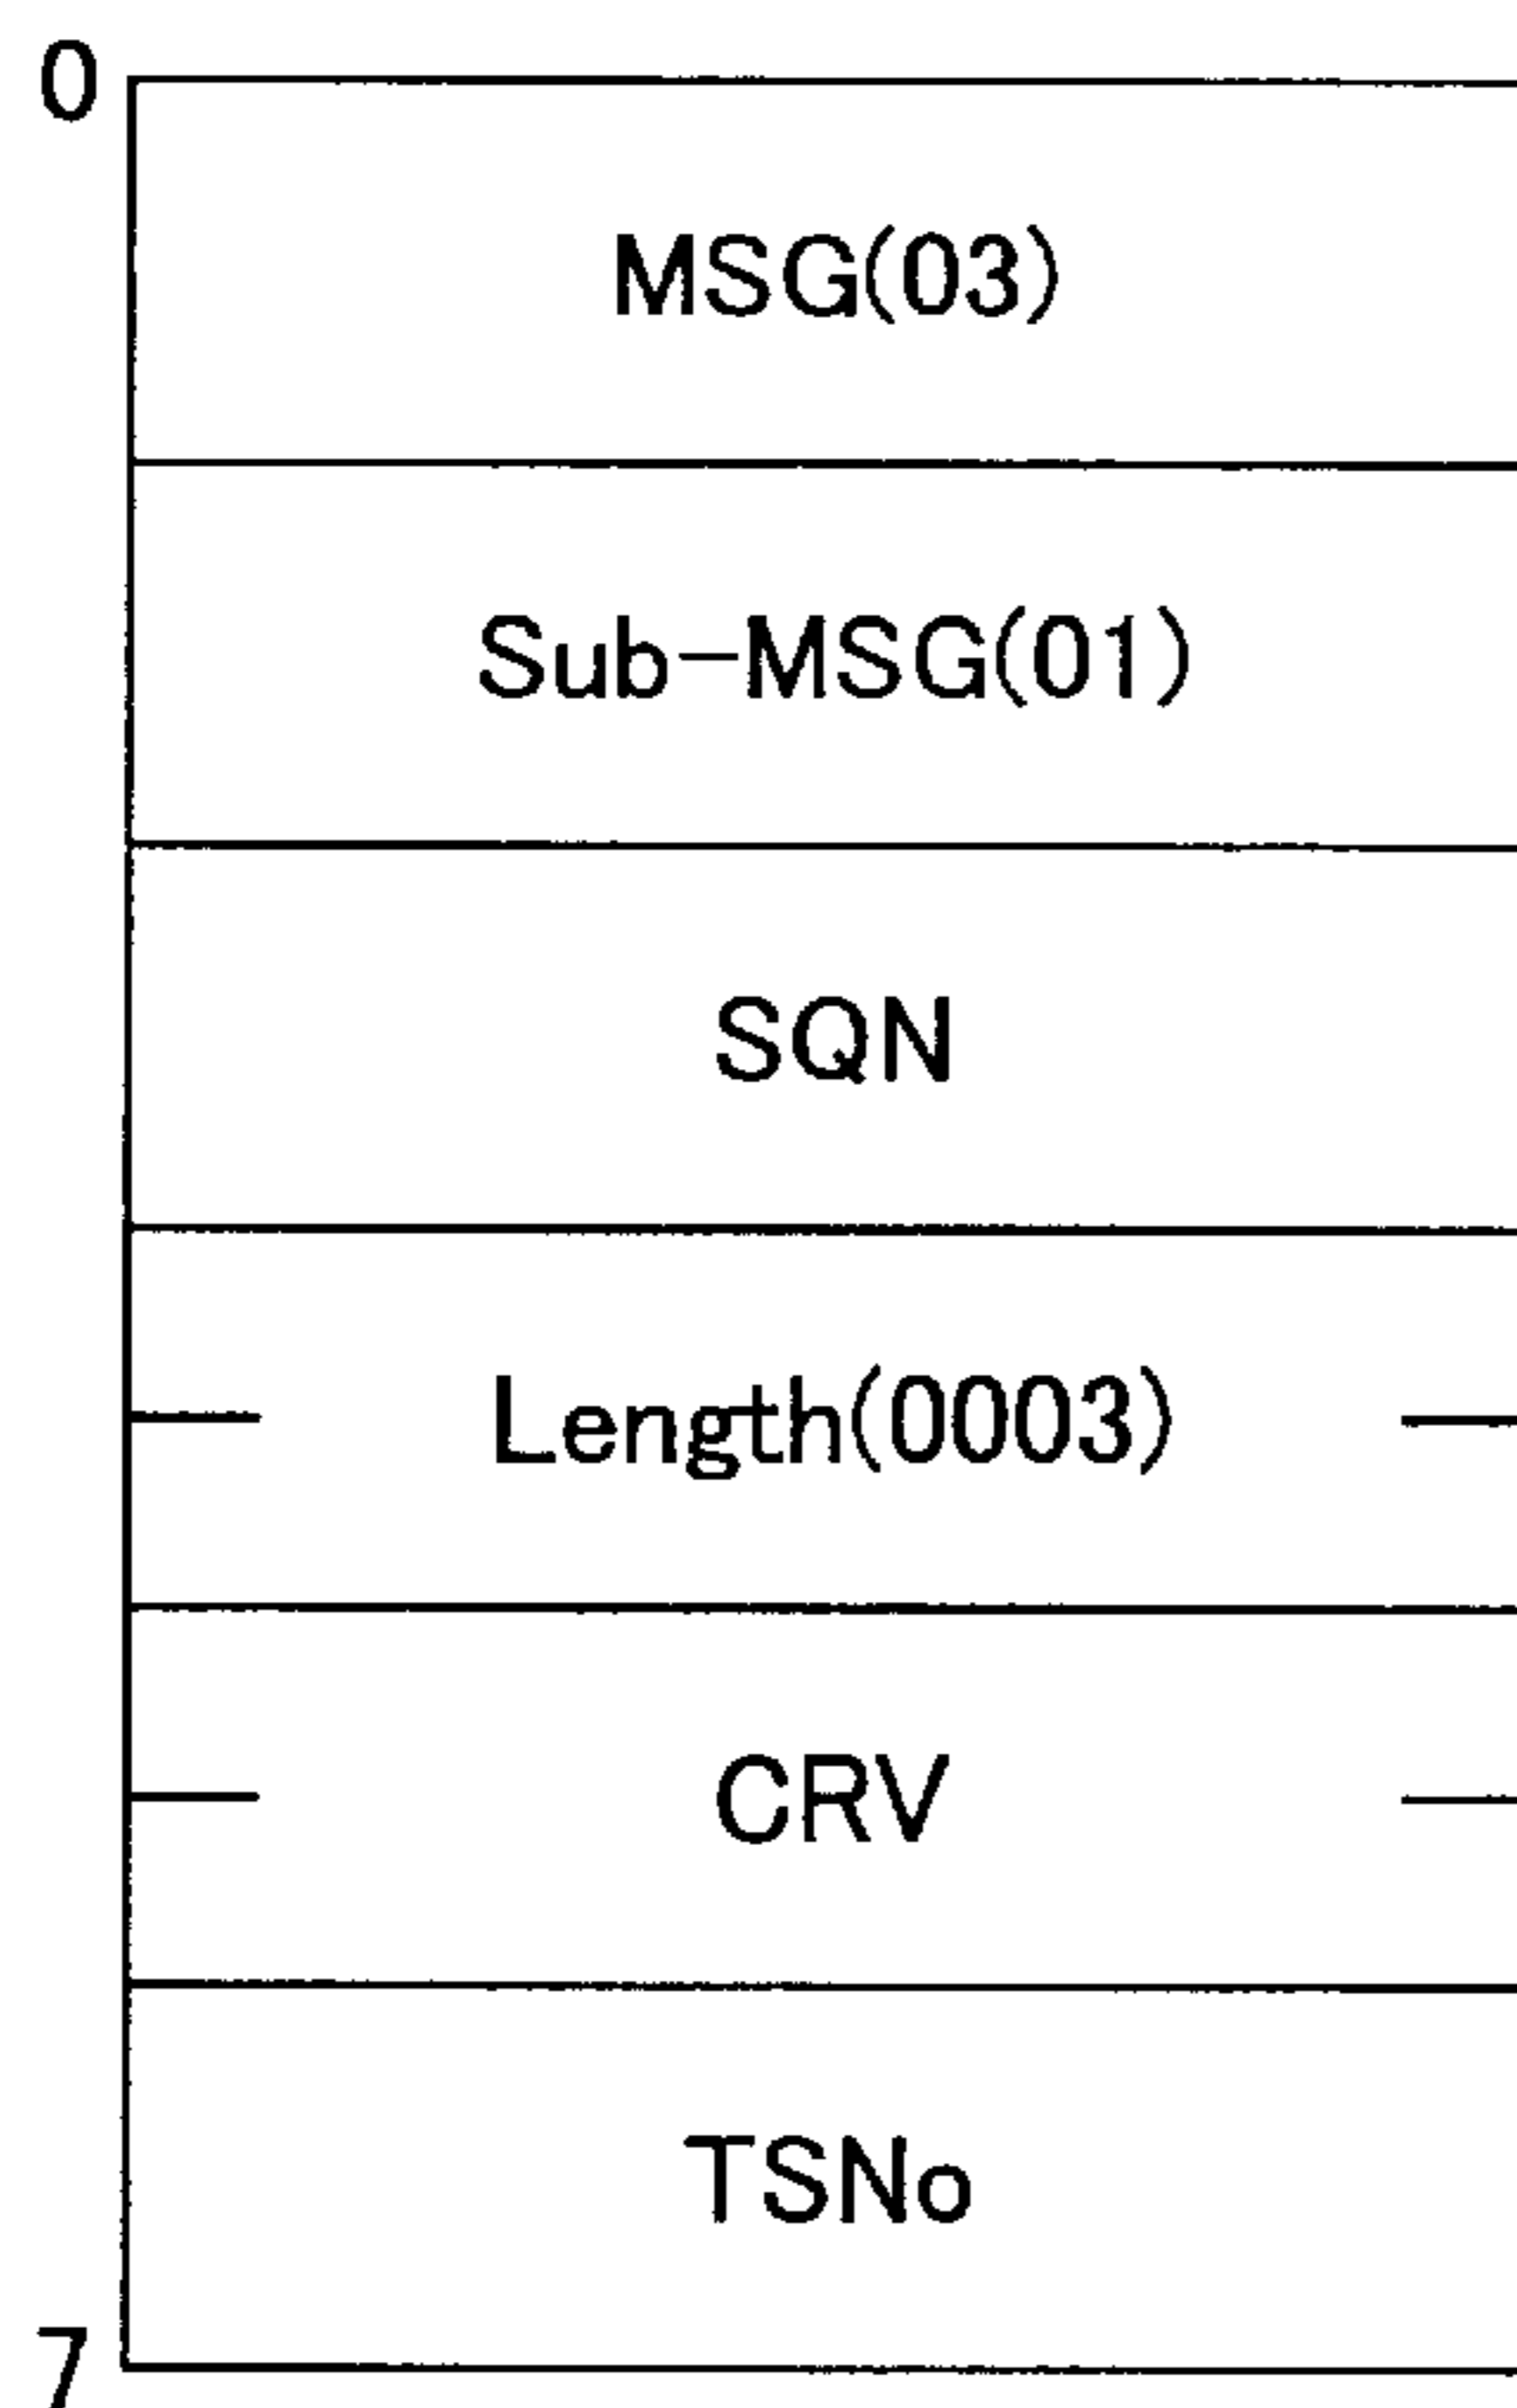 0
MSG(03)
Sub-MSG(01)
SQN
Length(0003)
CRV
TSNo
7